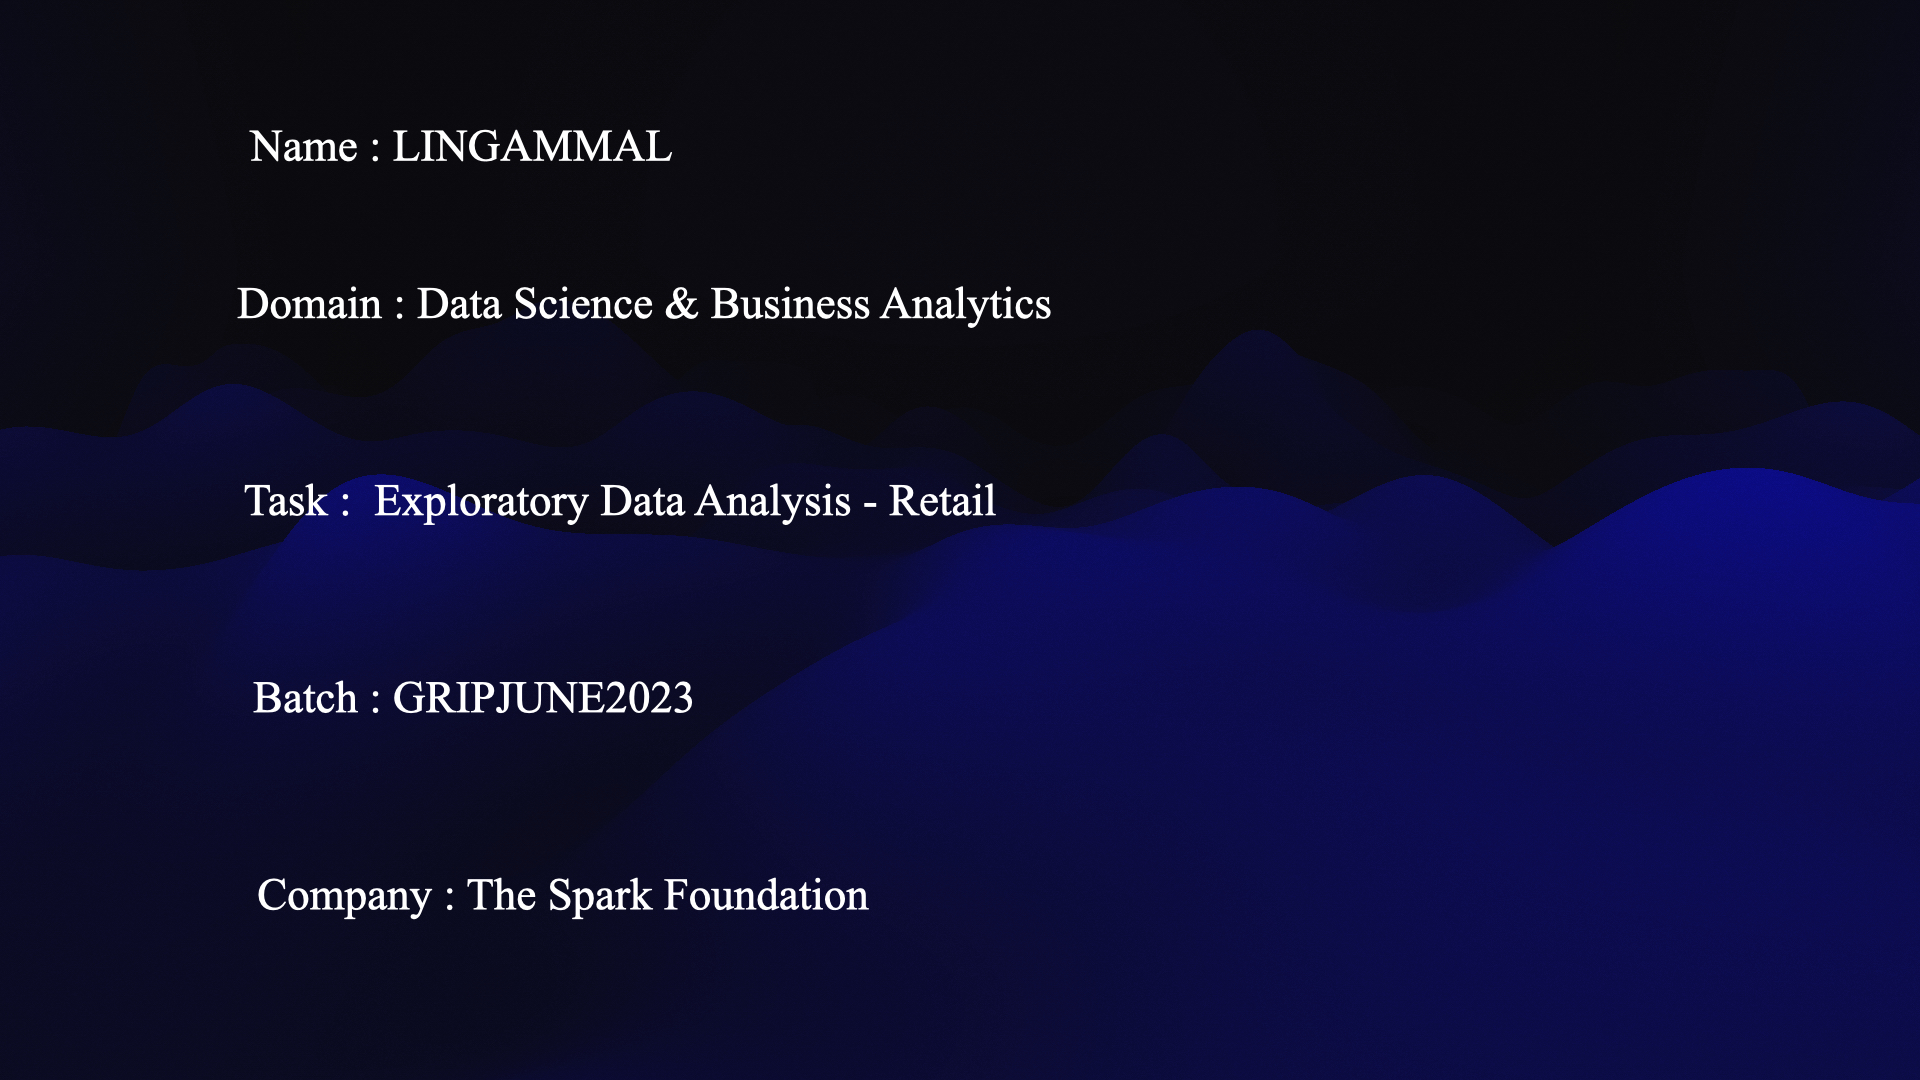 Name : LINGAMMAL
Domain : Data Science & Business Analytics
Task :  Exploratory Data Analysis - Retail
Batch : GRIPJUNE2023
Company : The Spark Foundation